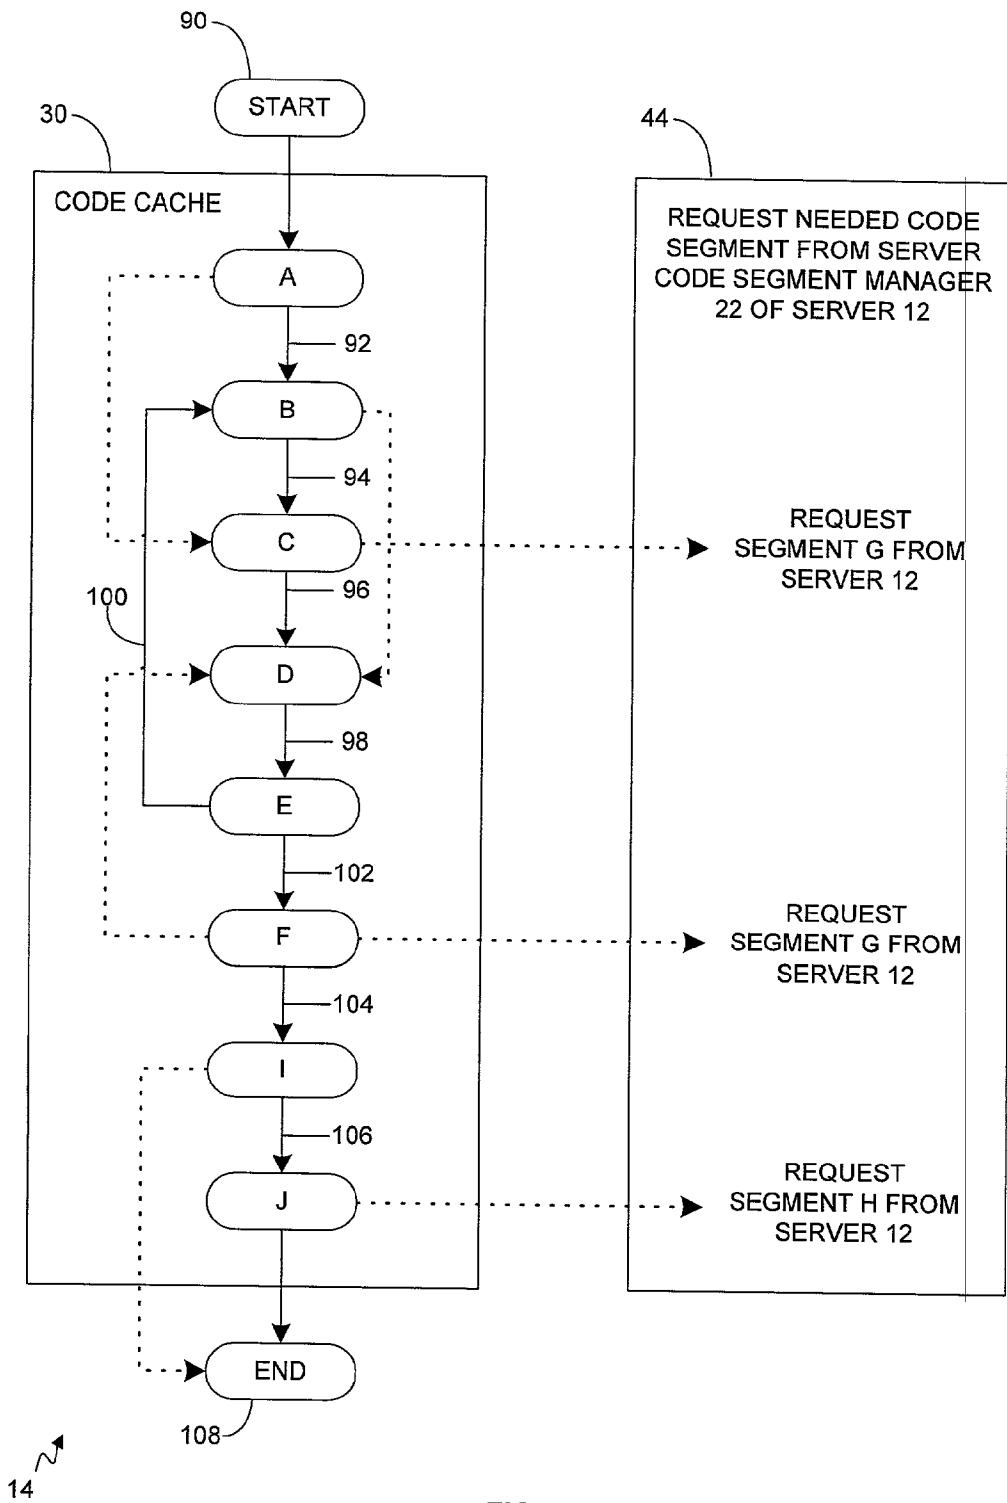 90
START
30
44
CODE CACHE
REQUEST NEEDED CODE
SEGMENT FROM SERVER
CODE SEGMENT MANAGER
22 OF SERVER 12
A
92
B
94
C
REQUEST
SEGMENT G FROM
SERVER 12
96
100
D
98
E
102
F
REQUEST
SEGMENT G FROM
SERVER 12
104
I
106
J
REQUEST
SEGMENT H FROM
SERVER 12
END
108
14